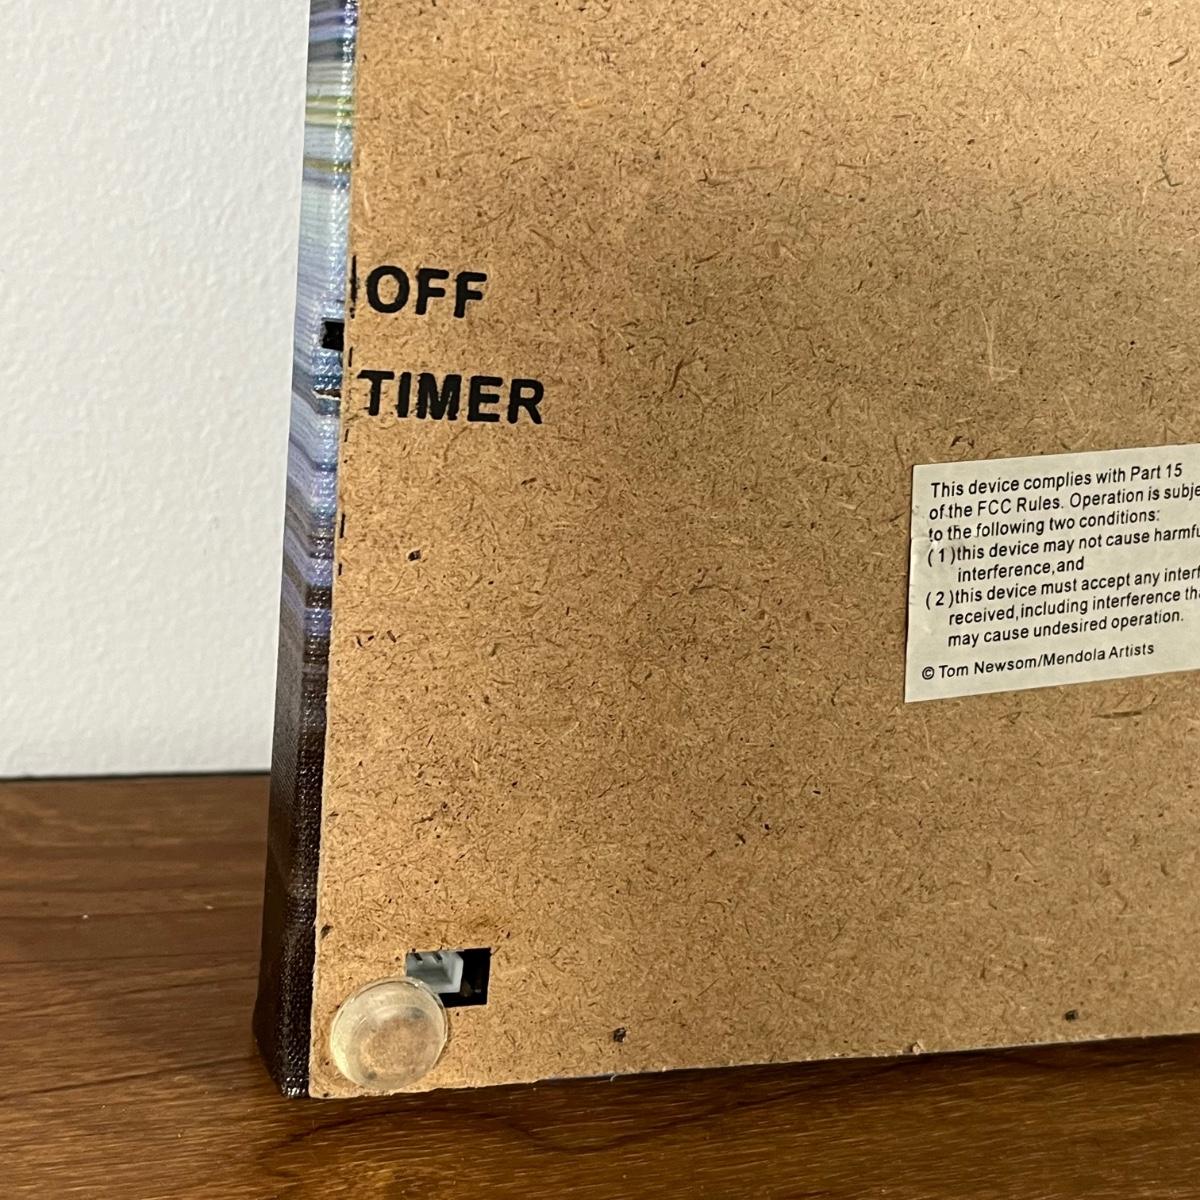 OFF
TIMER
This device complies with Part 15
of the FCC Rules. Operation is
to the following two conditions:
(1)this device may not cause
interference,and
(2)this device must accept any
received,including interference
may cause undesired operation.
© Tom Newsom/Mendola Artists